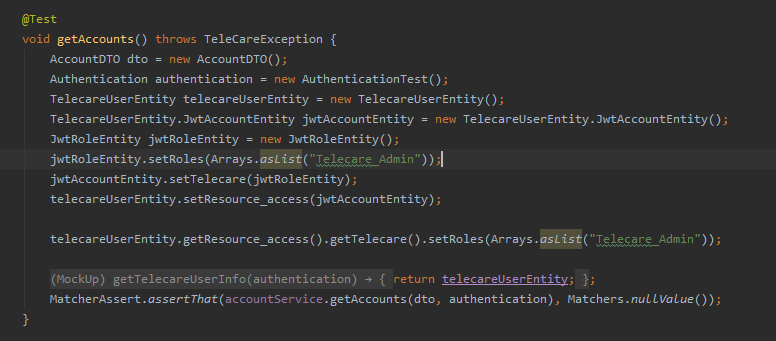 @Test
void getAccounts() throws TeleCareException {
AccountDTO dto = new AccountDTO();
Authentication authentication = new AuthenticationTest();
TelecareUserEntity telecareUserEntity = new TelecareUserEntity();
TelecareUserEntity.JwtAccountEntity jwtAccountEntity = new TelecareUserEntity.JwtAccountEntity();
JwtRoleEntity jwtRoleEntity = new JwtRoleEntity();
jwtRoleEntity.setRoles(Arrays.asList("Telecare_Admin"));
jwtAccountEntity.setTelecare(jwtRoleEntity);
telecareUserEntity.setResource_access(jwtAccountEntity);
telecareUserEntity.getResource_access().getTelecare().setRoles(Arrays.asList("Telecare_Admin"));
(MockUp) getTelecareUserInfo(authentication) → { return telecareUserEntity; };
MatcherAssert.assertThat(accountService.getAccounts(dto, authentication), Matchers.nullValue());
}